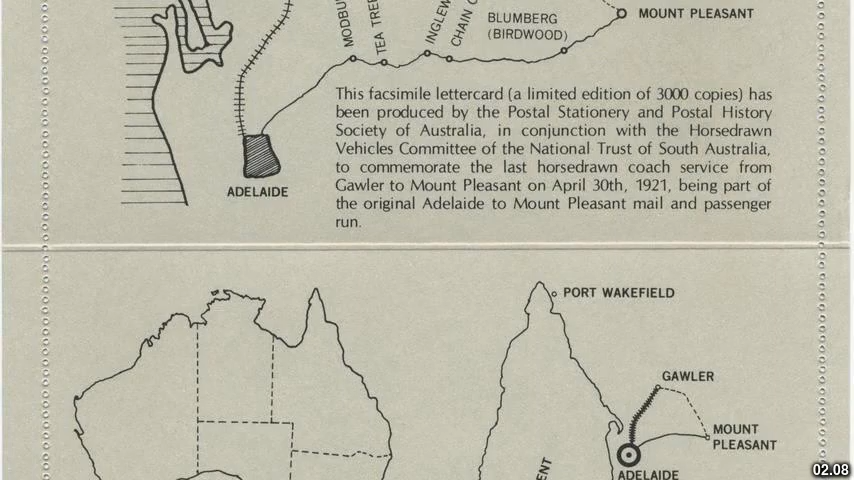 MODBU
TEA TREE
INGLEW
CHAIN
BLUMBERG
(BIRDWOOD)
MOUNT PLEASANT
This facsimile lettercard (a limited edition of 3000 copies) has
been produced by the Postal Stationery and Postal History
Society of Australia, in conjunction with the Horsedrawn
Vehicles Committee of the National Trust of South Australia,
to commemorate the last horsedrawn coach service from
Gawler to Mount Pleasant on April 30th, 1921, being part of
the original Adelaide to Mount Pleasant mail and passenger
run.
ADELAIDE
PORT WAKEFIELD
GAWLER
MOUNT
PLEASANT
ADELAIDE
ENT
02.08